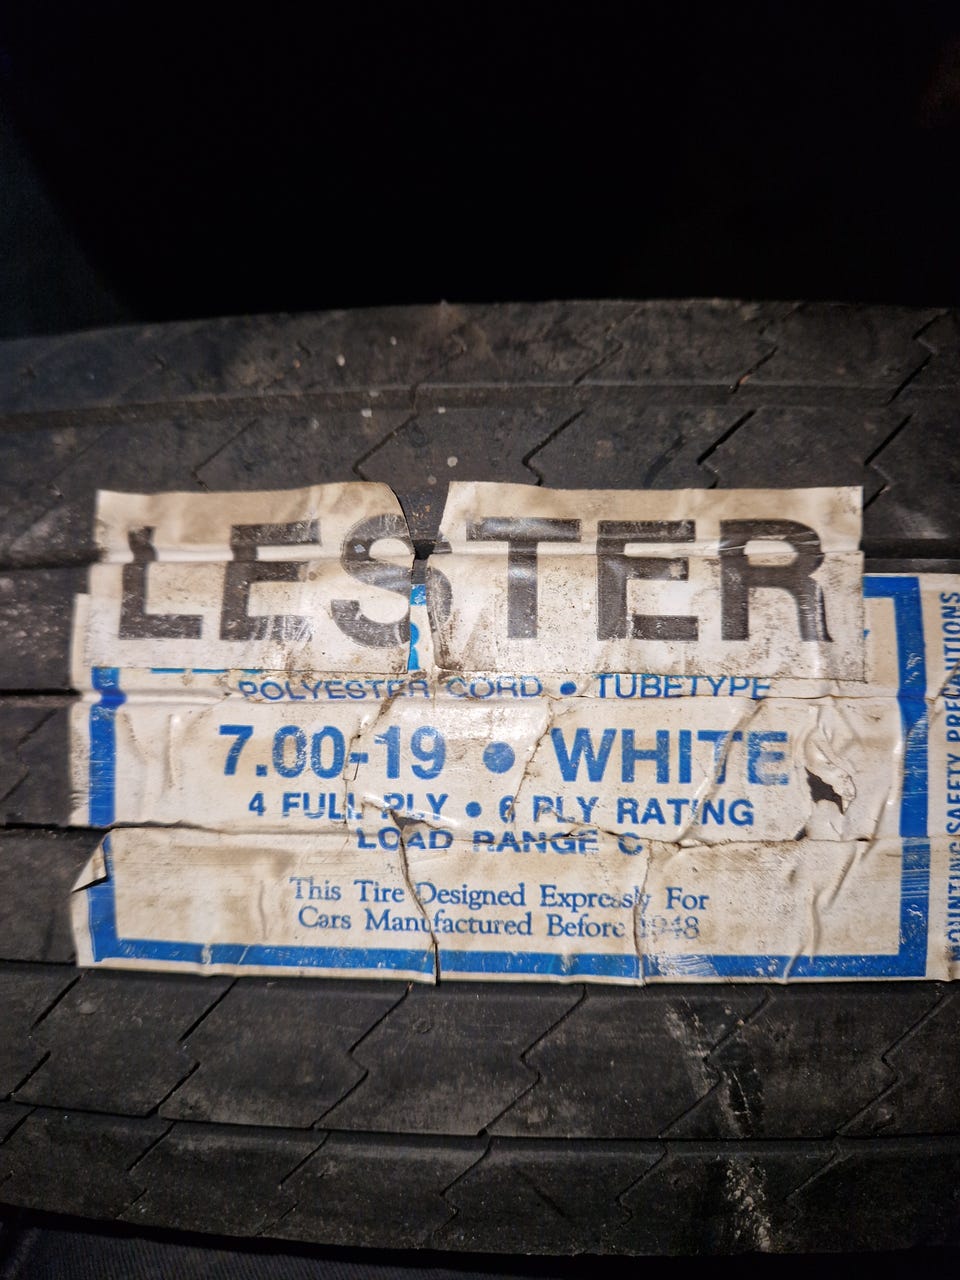 LESTER
POLYESTER CORD • TUBETYPE
7.00-19 • WHITE
4 FULL PLY • 6 PLY RATING
LOAD RANGE C
This Tire Designed Expressly For
Cars Manufactured Before 1948
MOUNTING SAFETY PRECAUTIONS